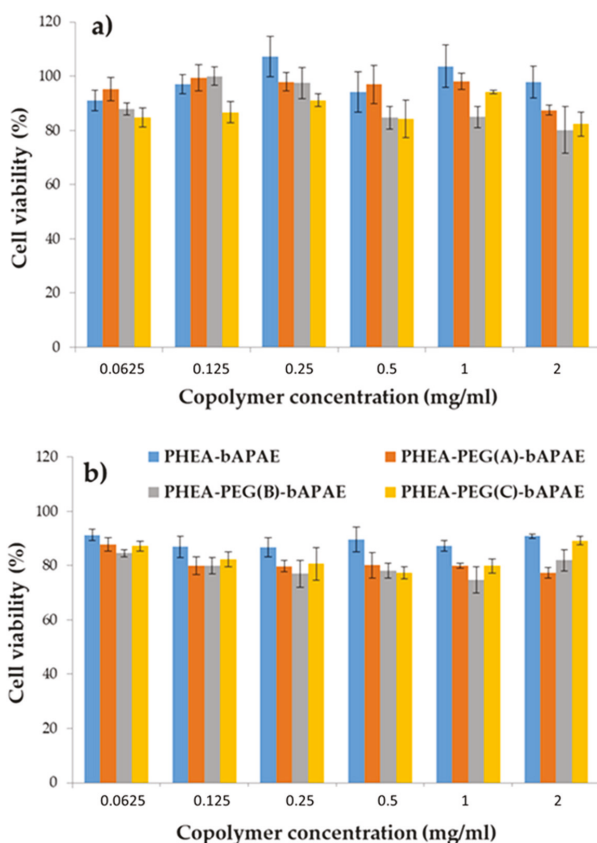 a)
Cell viability (%)
120
100
80
60
40
20
0
0.0625 0.125 0.25 0.5 1 2
Copolymer concentration (mg/ml)
b)
PHEA-bAPAE PHEA-PEG(A)-bAPAE
PHEA-PEG(B)-bAPAE PHEA-PEG(C)-bAPAE
Cell viability (%)
120
100
80
60
40
20
0
0.0625 0.125 0.25 0.5 1 2
Copolymer concentration (mg/ml)